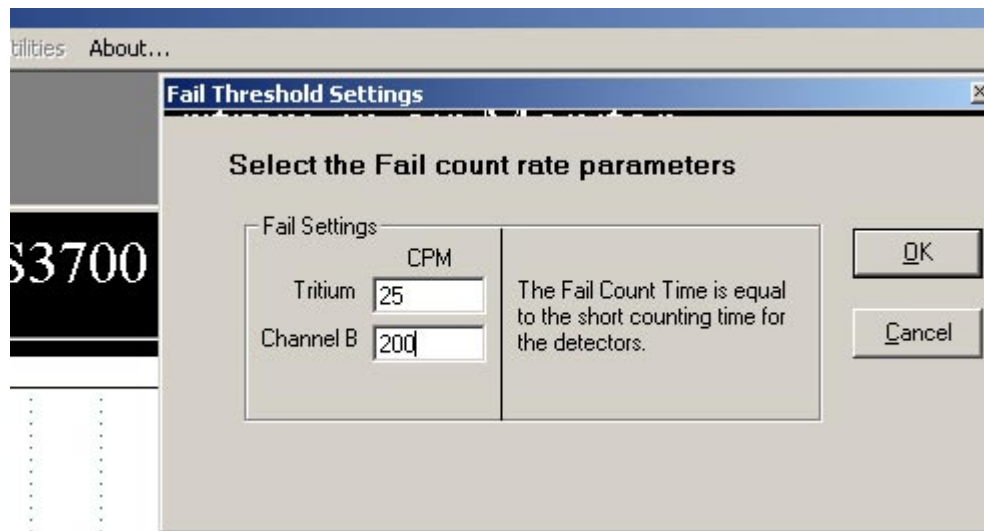 About...
Fail Threshold Settings
Select the Fail count rate parameters
Fail Settings
CPM
Tritium 25
Channel B 200
The Fail Count Time is equal
to the short counting time for
the detectors.
OK
Cancel
S3700